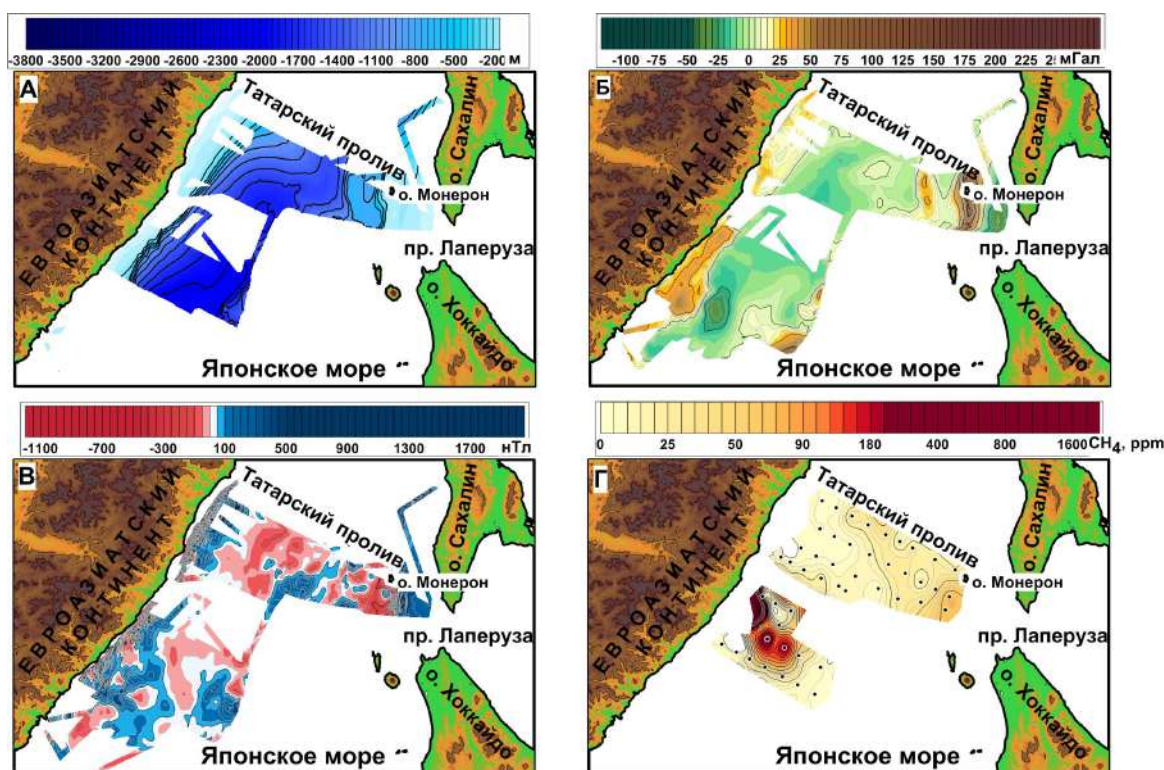 -3800 -3500 -3200 -2900 -2600 -2300 -2000 -1700 -1400 -1100 -800 -500 -200 м
А
Татарский пролив
ЕВРОАЗИАТСКИЙ
КОНТИНЕНТ
о. Сахалин
о. Монерон
пр. Лаперуза
о. Хоккайдо
Японское море
-100 -75 -50 -25 0 25 50 75 100 125 150 175 200 225 2 мГал
Б
Татарский пролив
ЕВРОАЗИАТСКИЙ
КОНТИНЕНТ
о. Сахалин
о. Монерон
пр. Лаперуза
о. Хоккайдо
Японское море
-1100 -700 -300 100 500 900 1300 1700 нТл
В
Татарский пролив
ЕВРОАЗИАТСКИЙ
КОНТИНЕНТ
о. Сахалин
о. Монерон
пр. Лаперуза
о. Хоккайдо
Японское море
0 25 50 90 180 400 800 1600 CH4, ppm
Г
Татарский пролив
ЕВРОАЗИАТСКИЙ
КОНТИНЕНТ
о. Сахалин
о. Монерон
пр. Лаперуза
о. Хоккайдо
Японское море